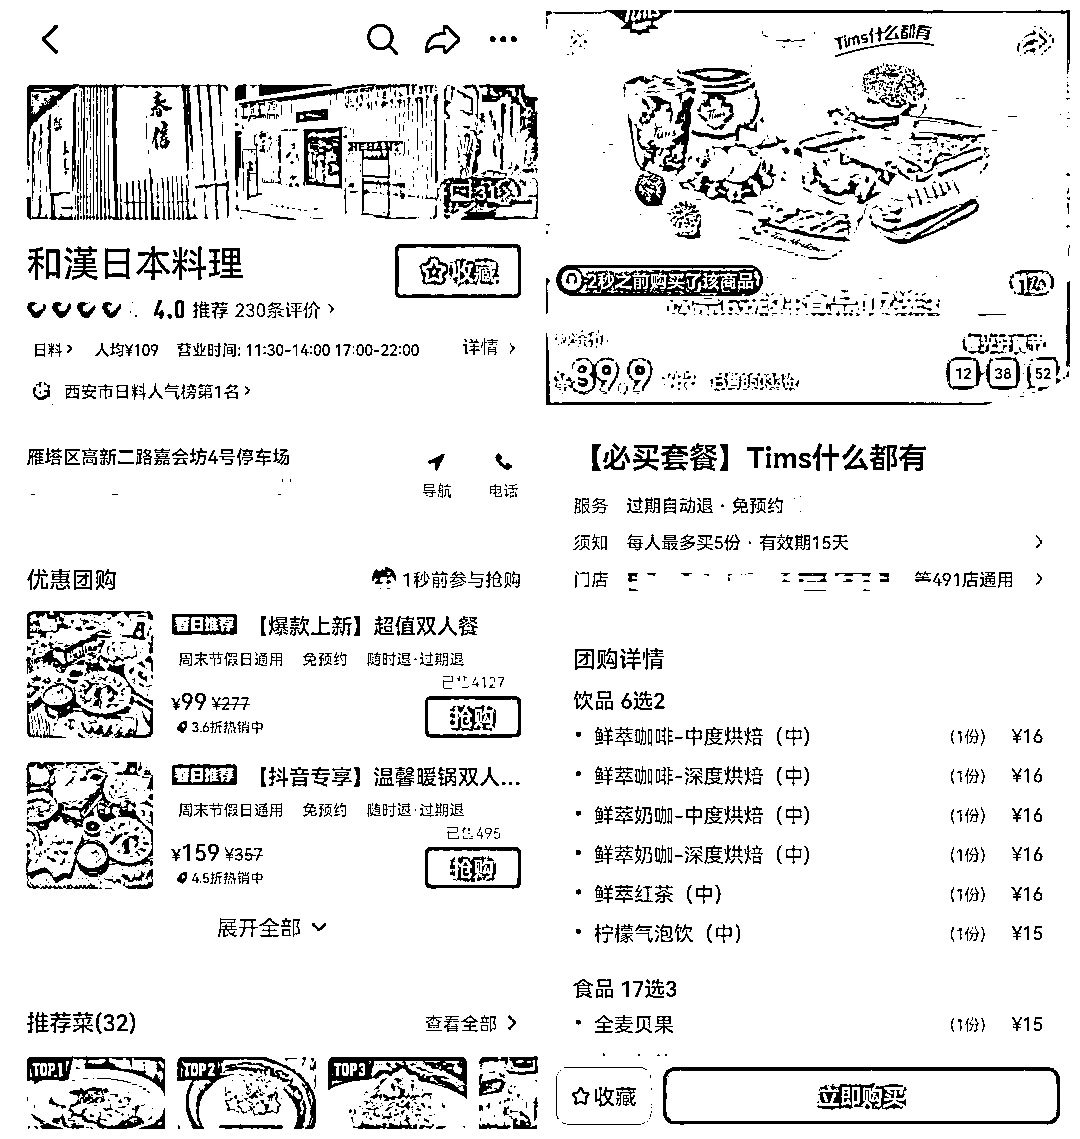 春信
和漢日本料理
收藏
4.0 推荐 230条评价 >
日料 > 人均¥109 营业时间: 11:30-14:00 17:00-22:00 详情 >
西安市日料人气榜第1名 >
雁塔区高新二路嘉会坊4号停车场
导航 电话
优惠团购 1秒前参与抢购
春日推荐 【爆款上新】超值双人餐
周末节假日通用 免预约 随时退·过期退
已售4127
¥99 ¥277 抢购
3.6折热销中
春日推荐 【抖音专享】温馨暖锅双人...
周末节假日通用 免预约 随时退·过期退
已售495
¥159 ¥357 抢购
4.5折热销中
展开全部
推荐菜(32) 查看全部 >
TOP1 TOP2 TOP3
Tims什么都有
2秒之前购买了该商品
89.9
12 : 38 : 52
【必买套餐】Tims什么都有
服务 过期自动退 · 免预约
须知 每人最多买5份 · 有效期15天 >
门店 等491店通用 >
团购详情
饮品 6选2
· 鲜萃咖啡-中度烘焙（中） (1份) ¥16
· 鲜萃咖啡-深度烘焙（中） (1份) ¥16
· 鲜萃奶咖-中度烘焙（中） (1份) ¥16
· 鲜萃奶咖-深度烘焙（中） (1份) ¥16
· 鲜萃红茶（中） (1份) ¥16
· 柠檬气泡饮（中） (1份) ¥15
食品 17选3
· 全麦贝果 (1份) ¥15
收藏 立即购买